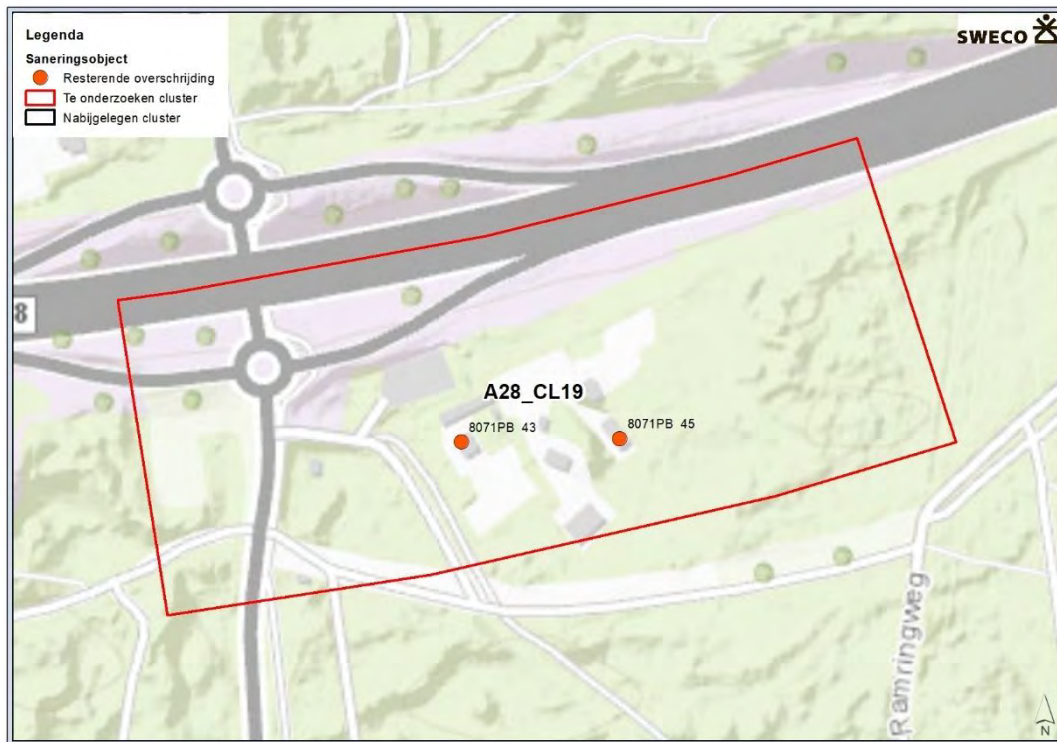 Legenda
Saneringsobject
Resterende overschrijding
Te onderzoeken cluster
Nabijgelegen cluster
SWECO
8
A28_CL19
8071PB 43
8071PB 45
Ramringweg
N